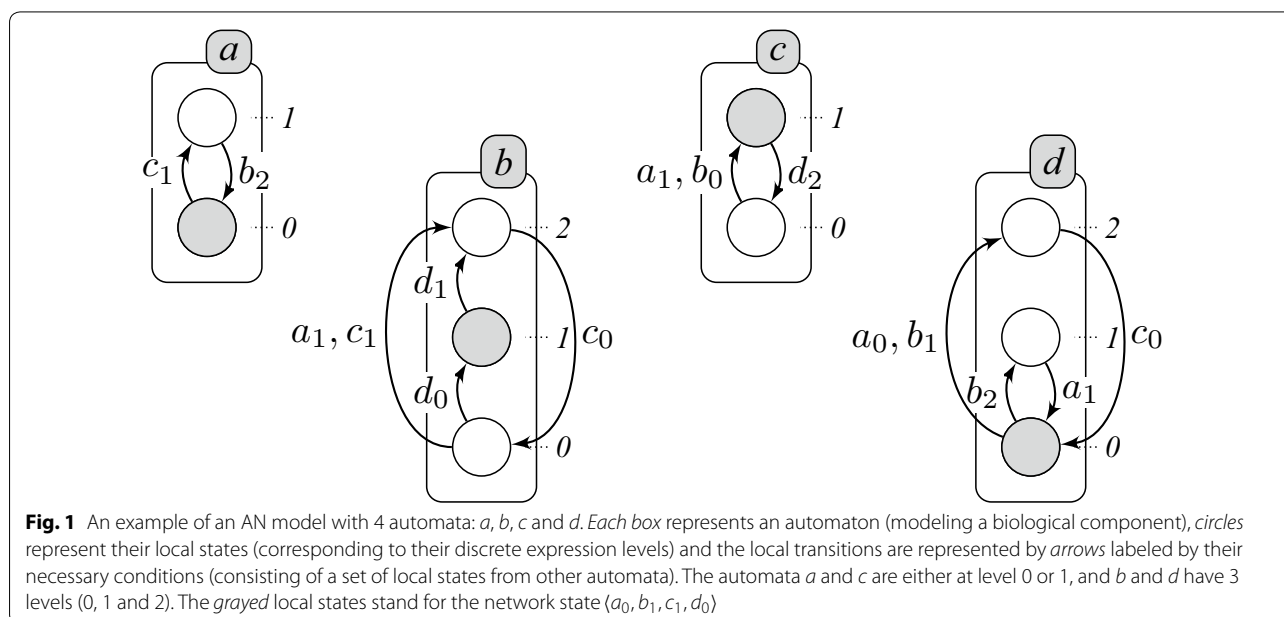 a
1
c₁
b₂
0
b
2
d₁
a₁, c₁
1
c₀
d₀
0
c
1
a₁, b₀
d₂
0
d
2
a₀, b₁
1
c₀
b₂
a₁
0
Fig. 1 An example of an AN model with 4 automata: a, b, c and d. Each box represents an automaton (modeling a biological component), circles
represent their local states (corresponding to their discrete expression levels) and the local transitions are represented by arrows labeled by their
necessary conditions (consisting of a set of local states from other automata). The automata a and c are either at level 0 or 1, and b and d have 3
levels (0, 1 and 2). The grayed local states stand for the network state ⟨a₀, b₁, c₁, d₀⟩